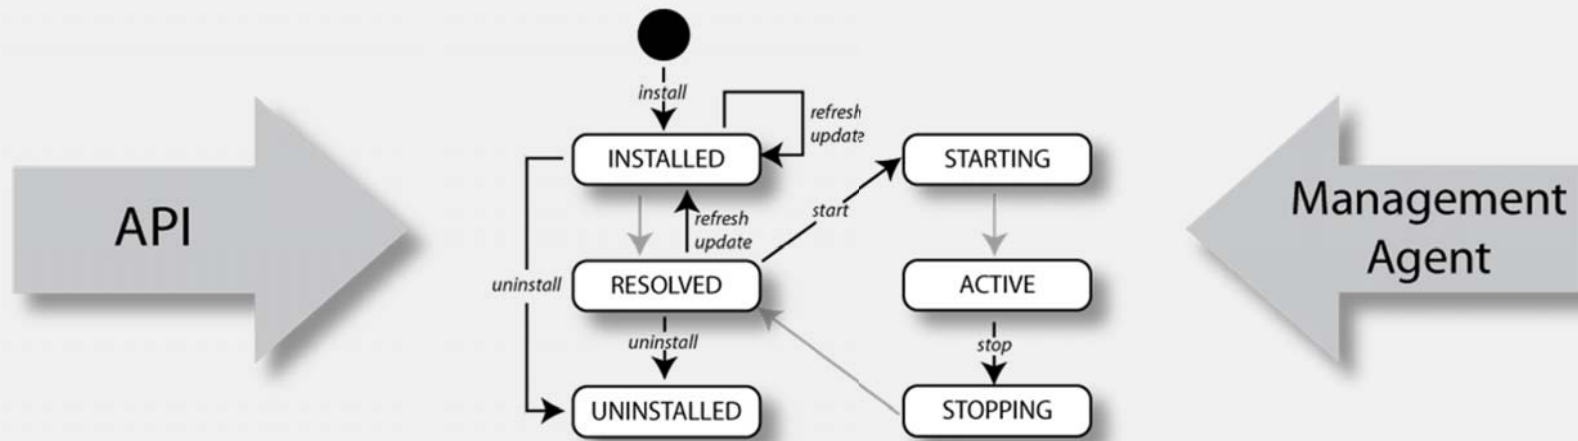 install
refresh
update
INSTALLED
STARTING
API
refresh
update
start
Management
Agent
uninstall
RESOLVED
ACTIVE
uninstall
stop
UNINSTALLED
STOPPING